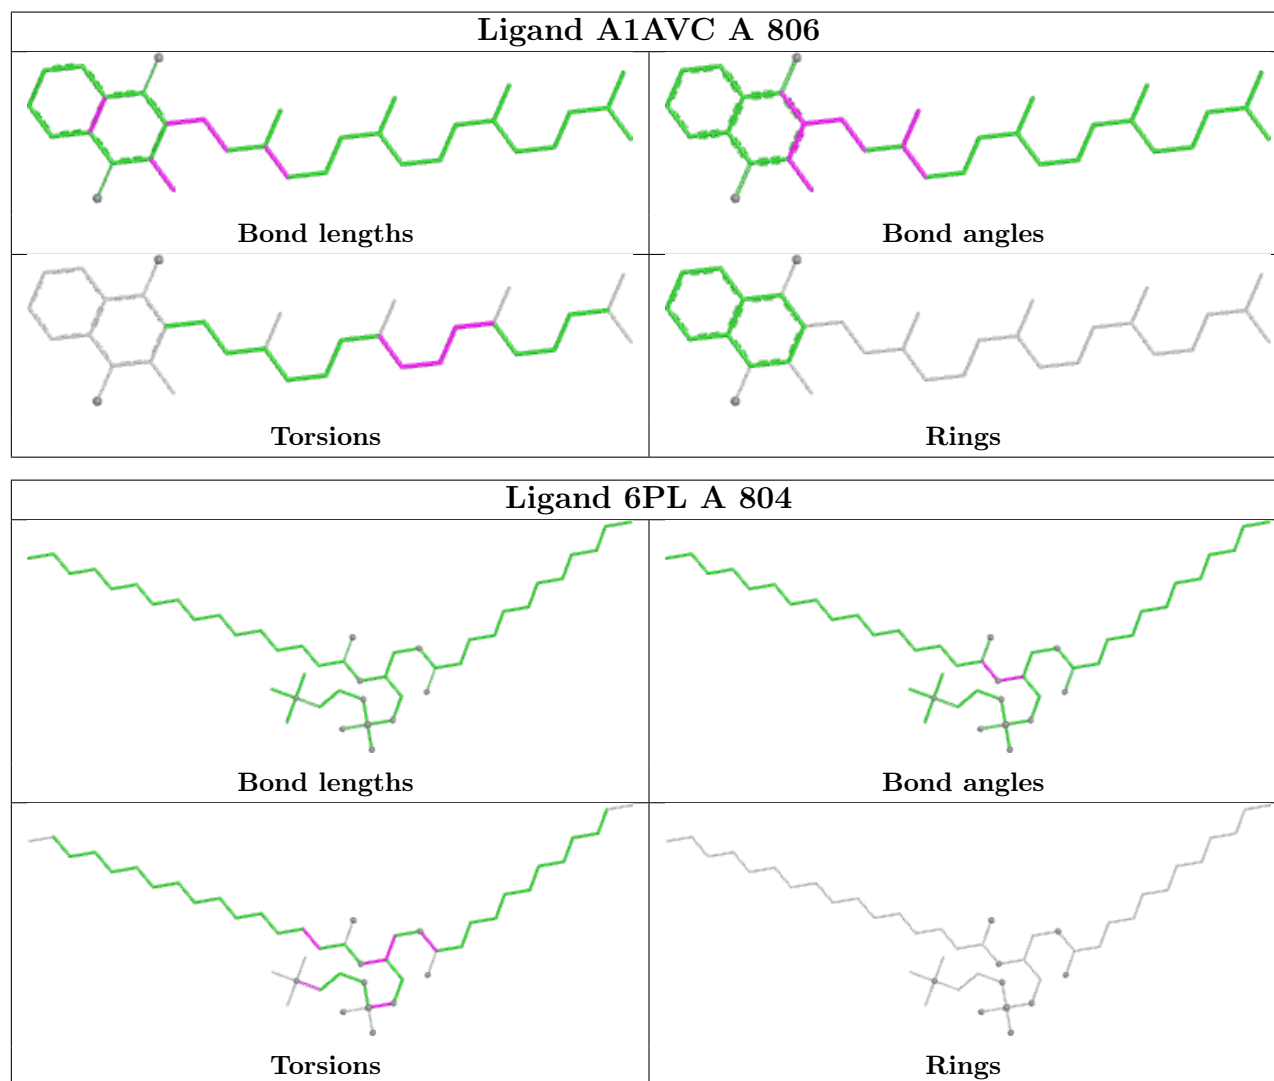 Ligand A1AVC A 806
Bond lengths
Bond angles
Torsions
Rings
Ligand 6PL A 804
Bond lengths
Bond angles
Torsions
Rings